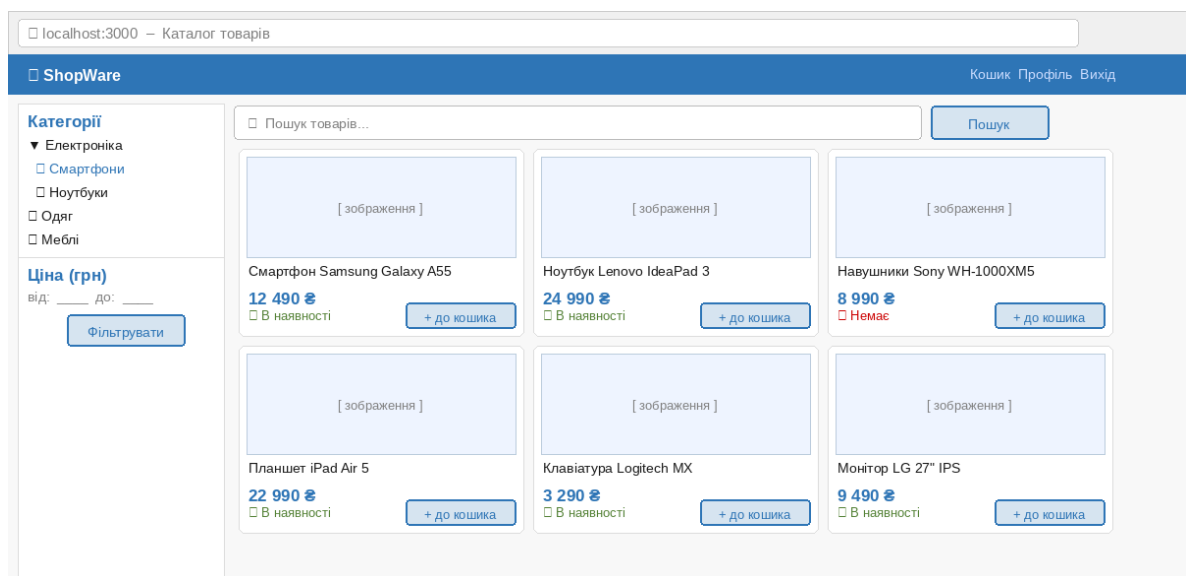 localhost:3000 – Каталог товарів
ShopWare
Кошик Профіль Вихід
Категорії
▼ Електроніка
Смартфони
Ноутбуки
Одяг
Меблі
Ціна (грн)
від: ____ до: ____
Фільтрувати
Пошук товарів...
Пошук
[ зображення ]
Смартфон Samsung Galaxy A55
12 490 ₴
В наявності
+ до кошика
[ зображення ]
Ноутбук Lenovo IdeaPad 3
24 990 ₴
В наявності
+ до кошика
[ зображення ]
Навушники Sony WH-1000XM5
8 990 ₴
Немає
+ до кошика
[ зображення ]
Планшет iPad Air 5
22 990 ₴
В наявності
+ до кошика
[ зображення ]
Клавіатура Logitech MX
3 290 ₴
В наявності
+ до кошика
[ зображення ]
Монітор LG 27" IPS
9 490 ₴
В наявності
+ до кошика